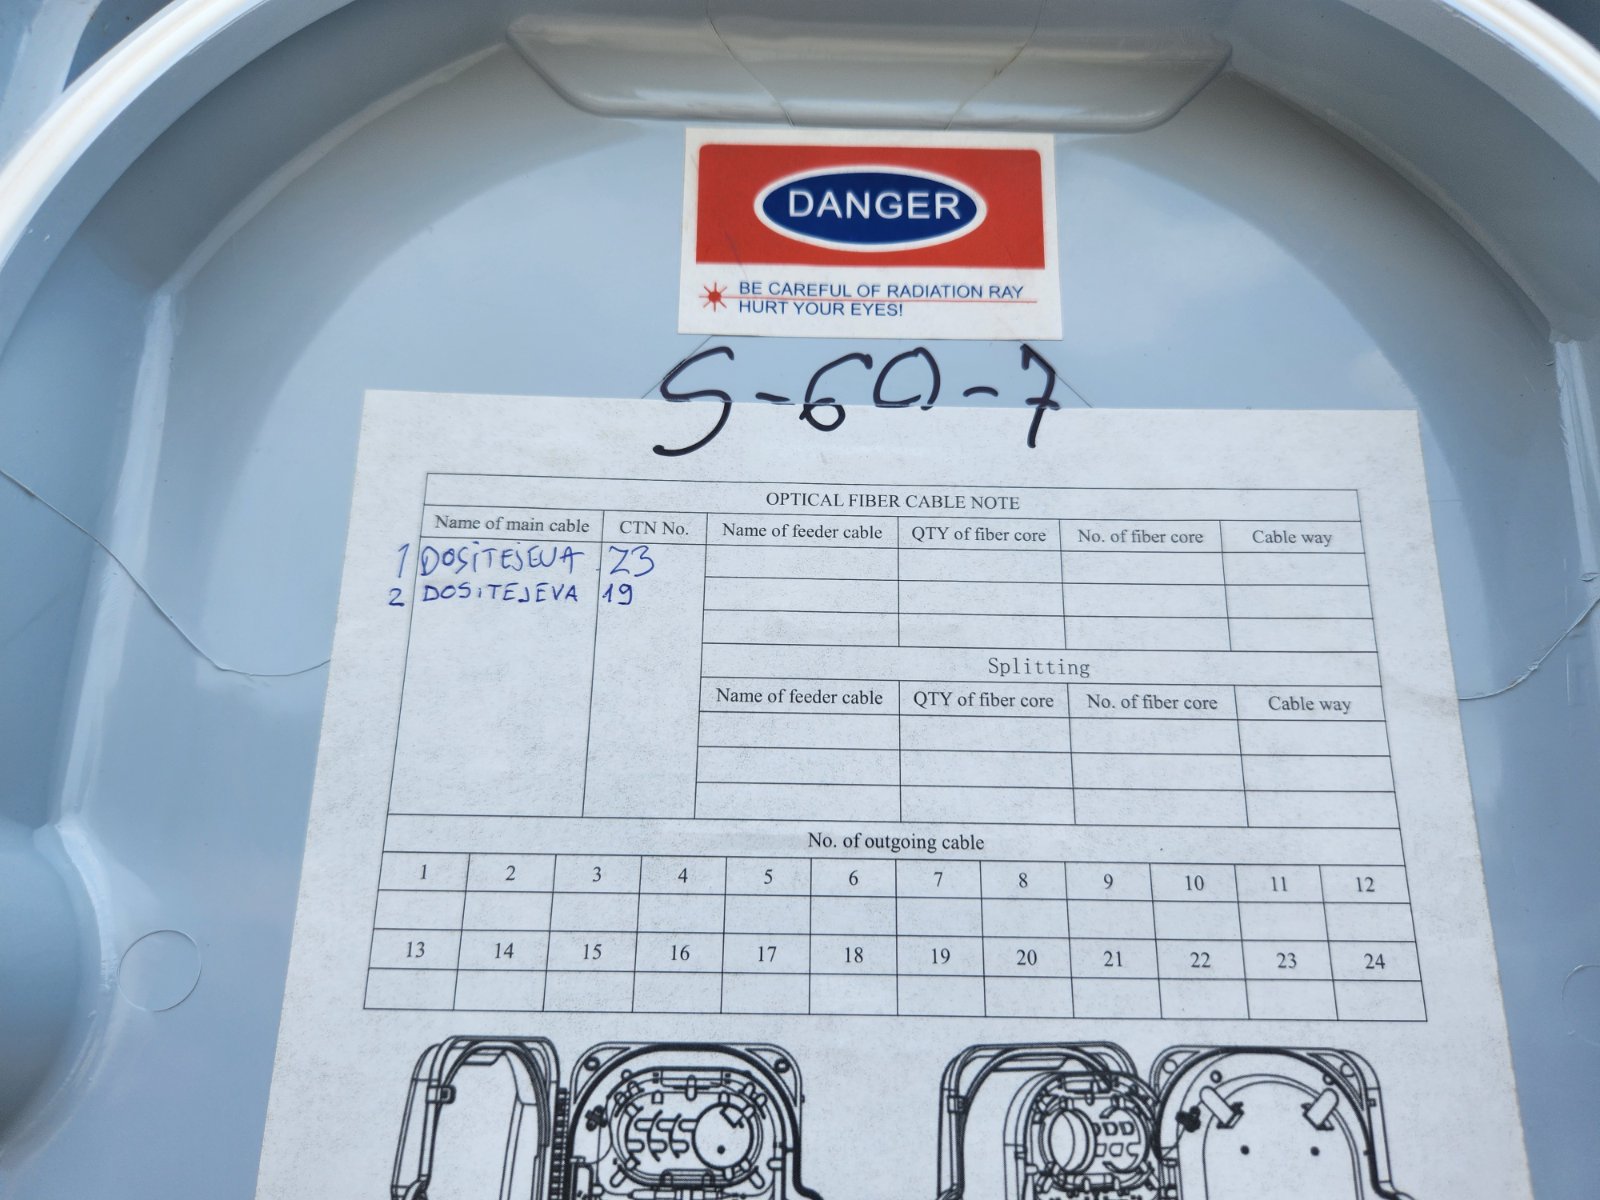 DANGER
BE CAREFUL OF RADIATION RAY
HURT YOUR EYES!
S-60-7
OPTICAL FIBER CABLE NOTE
Name of main cable CTN No. Name of feeder cable QTY of fiber core No. of fiber core Cable way
1 DOSiTEJEVA 23
2 DOSiTEJEVA 19
Splitting
Name of feeder cable QTY of fiber core No. of fiber core Cable way
No. of outgoing cable
1 2 3 4 5 6 7 8 9 10 11 12
13 14 15 16 17 18 19 20 21 22 23 24